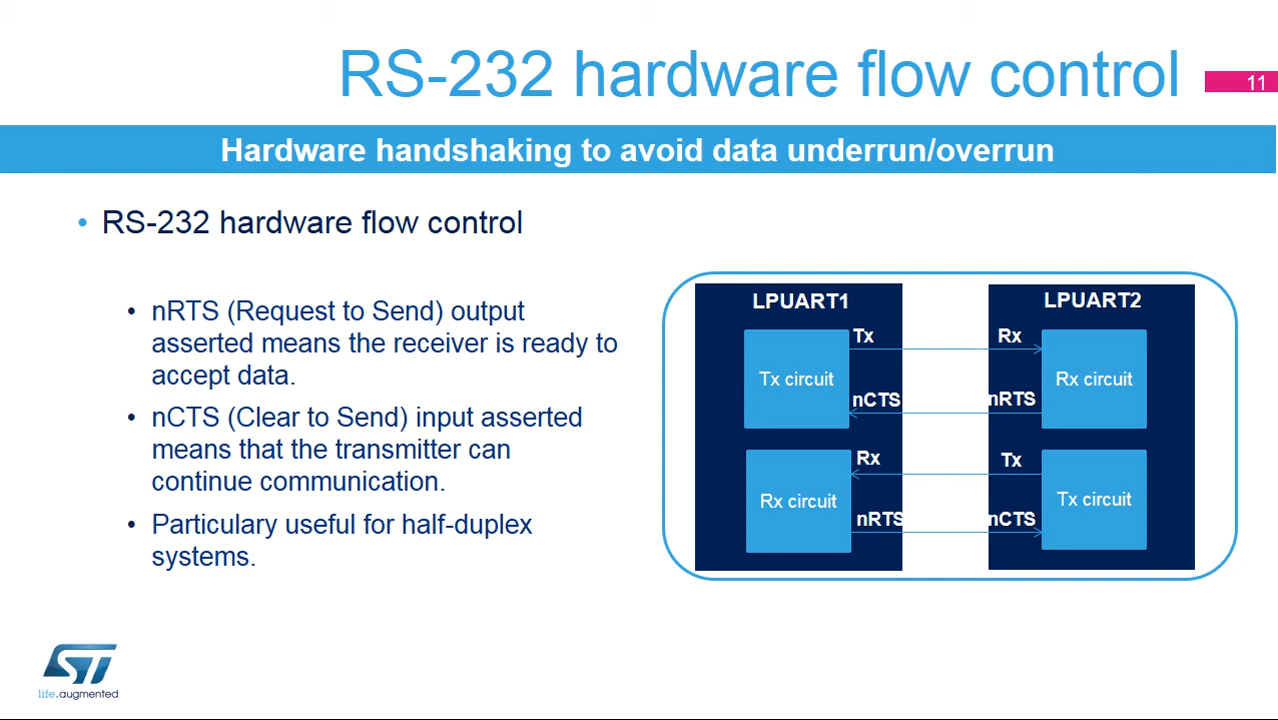 RS-232 hardware flow control
11
Hardware handshaking to avoid data underrun/overrun
• RS-232 hardware flow control
• nRTS (Request to Send) output
asserted means the receiver is ready to
accept data.
• nCTS (Clear to Send) input asserted
means that the transmitter can
continue communication.
• Particulary useful for half-duplex
systems.
LPUART1
LPUART2
Tx
Rx
Tx circuit
Rx circuit
nCTS
nRTS
Rx
Tx
Rx circuit
Tx circuit
nRTS
nCTS
ST
life.augmented